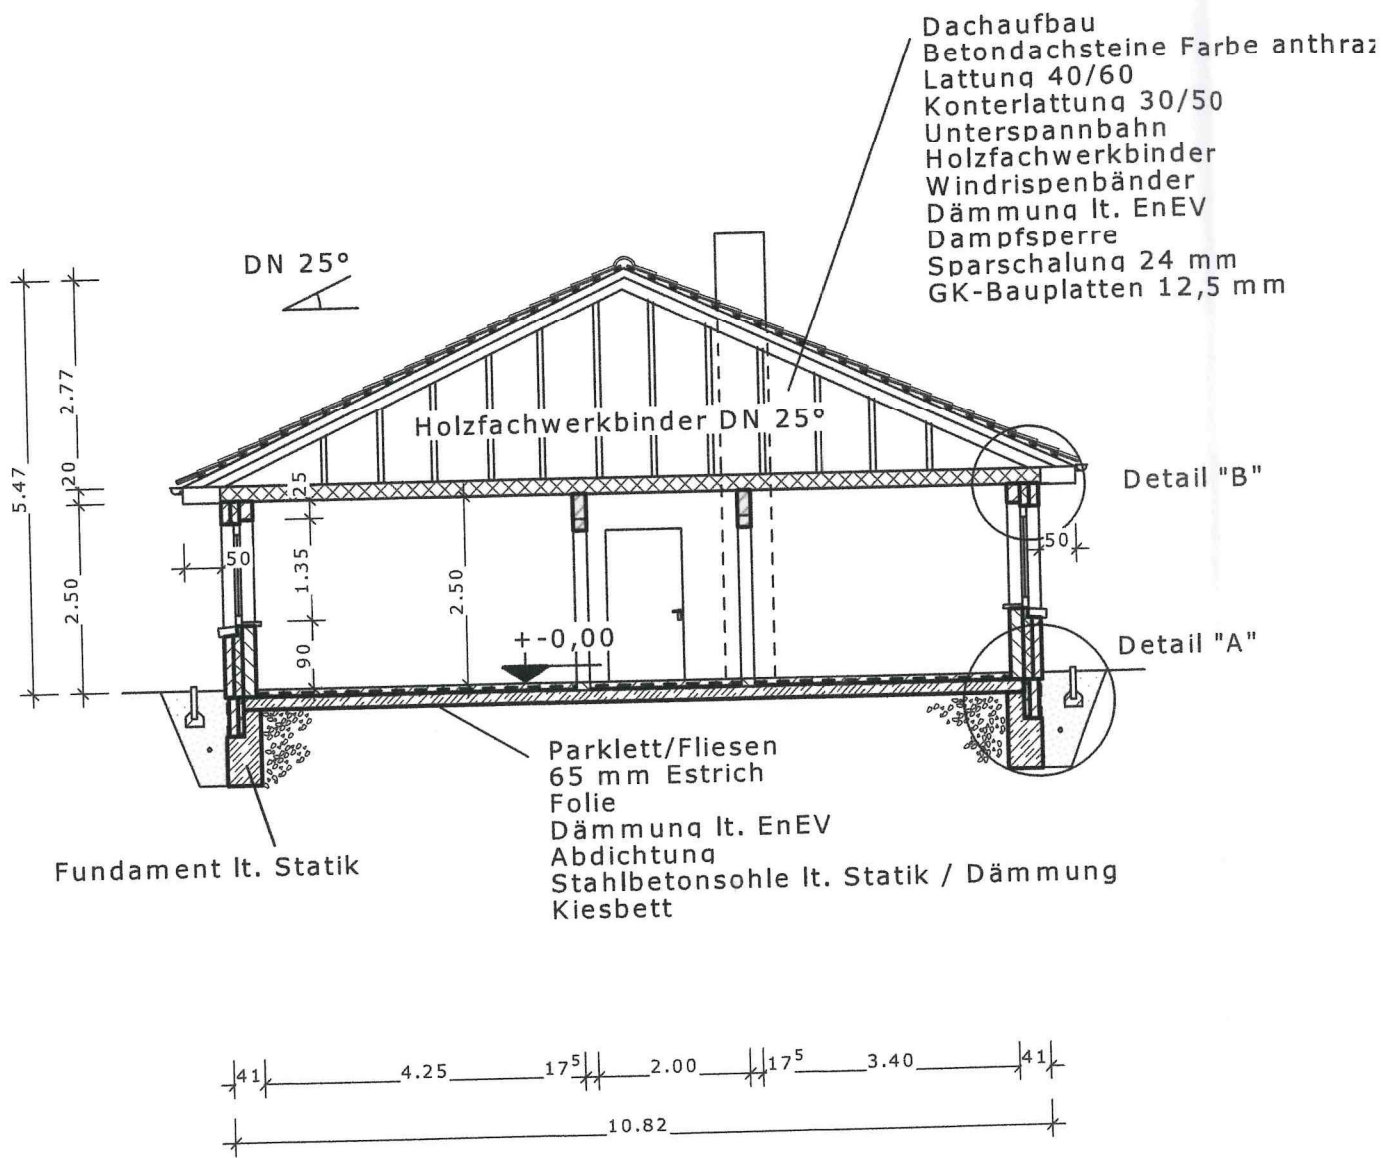 Dachaufbau
Betondachsteine Farbe anthraz
Lattung 40/60
Konterlattung 30/50
Unterspannbahn
Holzfachwerkbinder
Windrispenbänder
Dämmung lt. EnEV
Dampfsperre
Sparschalung 24 mm
GK-Bauplatten 12,5 mm
DN 25°
Holzfachwerkbinder DN 25°
5.47
2.77
20
2.50
25
1.35
90
50
2.50
50
+-0,00
Detail "B"
Detail "A"
Parklett/Fliesen
65 mm Estrich
Folie
Dämmung lt. EnEV
Abdichtung
Stahlbetonsohle lt. Statik / Dämmung
Kiesbett
Fundament lt. Statik
41 4.25 17⁵ 2.00 17⁵ 3.40 41
10.82